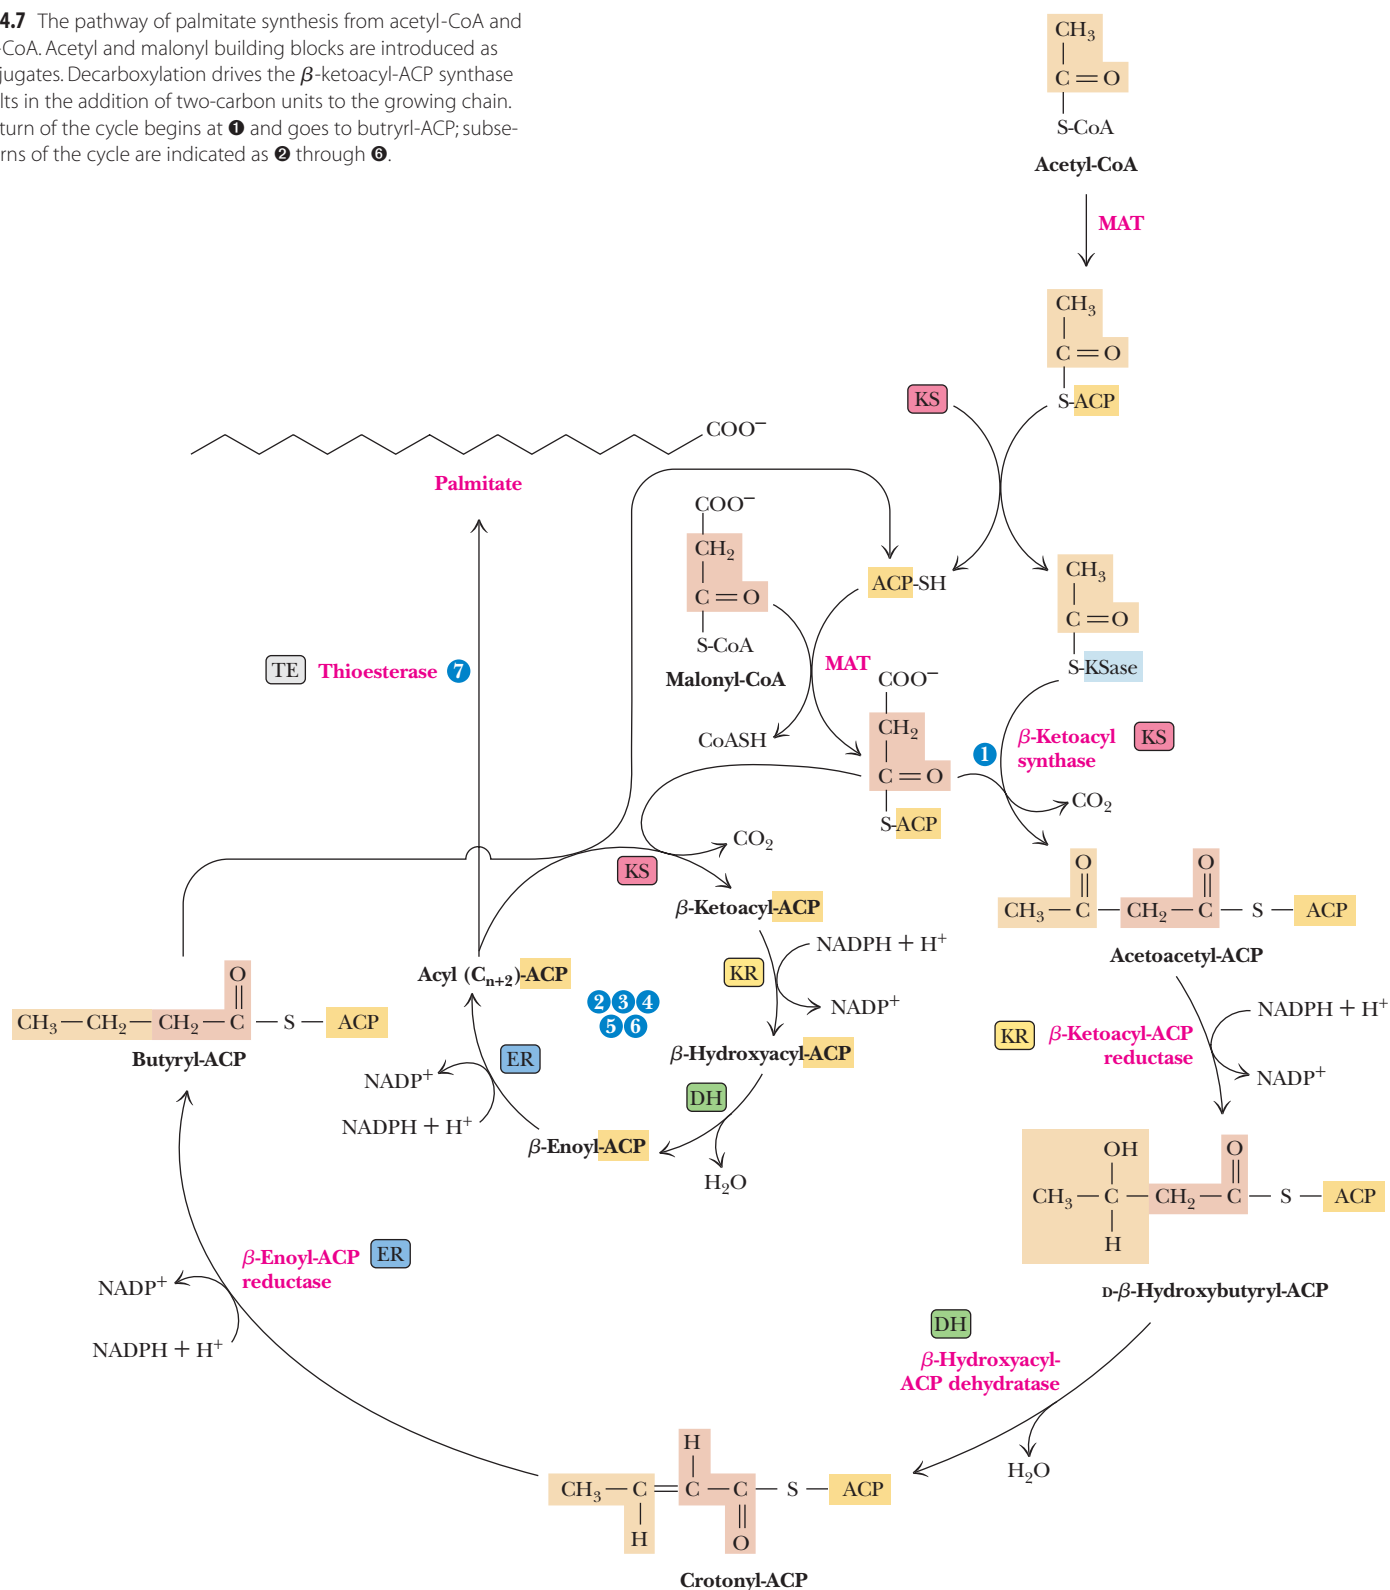 4.7 The pathway of palmitate synthesis from acetyl-CoA and
-CoA. Acetyl and malonyl building blocks are introduced as
jugates. Decarboxylation drives the β-ketoacyl-ACP synthase
lts in the addition of two-carbon units to the growing chain.
turn of the cycle begins at ❶ and goes to butryrl-ACP; subse-
rns of the cycle are indicated as ❷ through ❻.
CH₃
C=O
S-CoA
Acetyl-CoA
MAT
CH₃
C=O
S-ACP
KS
COO⁻
Palmitate
COO⁻
CH₂
C=O
S-CoA
Malonyl-CoA
ACP-SH
CH₃
C=O
S-KSase
TE Thioesterase 7
MAT
COO⁻
CH₂
C=O
S-ACP
CoASH
1
β-Ketoacyl
synthase
KS
CO₂
CO₂
KS
β-Ketoacyl-ACP
O O
CH₃—C—CH₂—C—S—ACP
Acetoacetyl-ACP
NADPH + H⁺
KR
NADP⁺
Acyl (Cn+2)-ACP
2 3 4
5 6
O
CH₃—CH₂—CH₂—C—S—ACP
Butyryl-ACP
β-Hydroxyacyl-ACP
NADPH + H⁺
KR β-Ketoacyl-ACP
reductase
NADP⁺
ER
NADP⁺
NADPH + H⁺
DH
β-Enoyl-ACP
H₂O
OH O
CH₃—C—CH₂—C—S—ACP
H
D-β-Hydroxybutyryl-ACP
β-Enoyl-ACP
reductase
ER
NADP⁺
NADPH + H⁺
DH
β-Hydroxyacyl-
ACP dehydratase
H₂O
H
CH₃—C=C—C—S—ACP
H O
Crotonyl-ACP